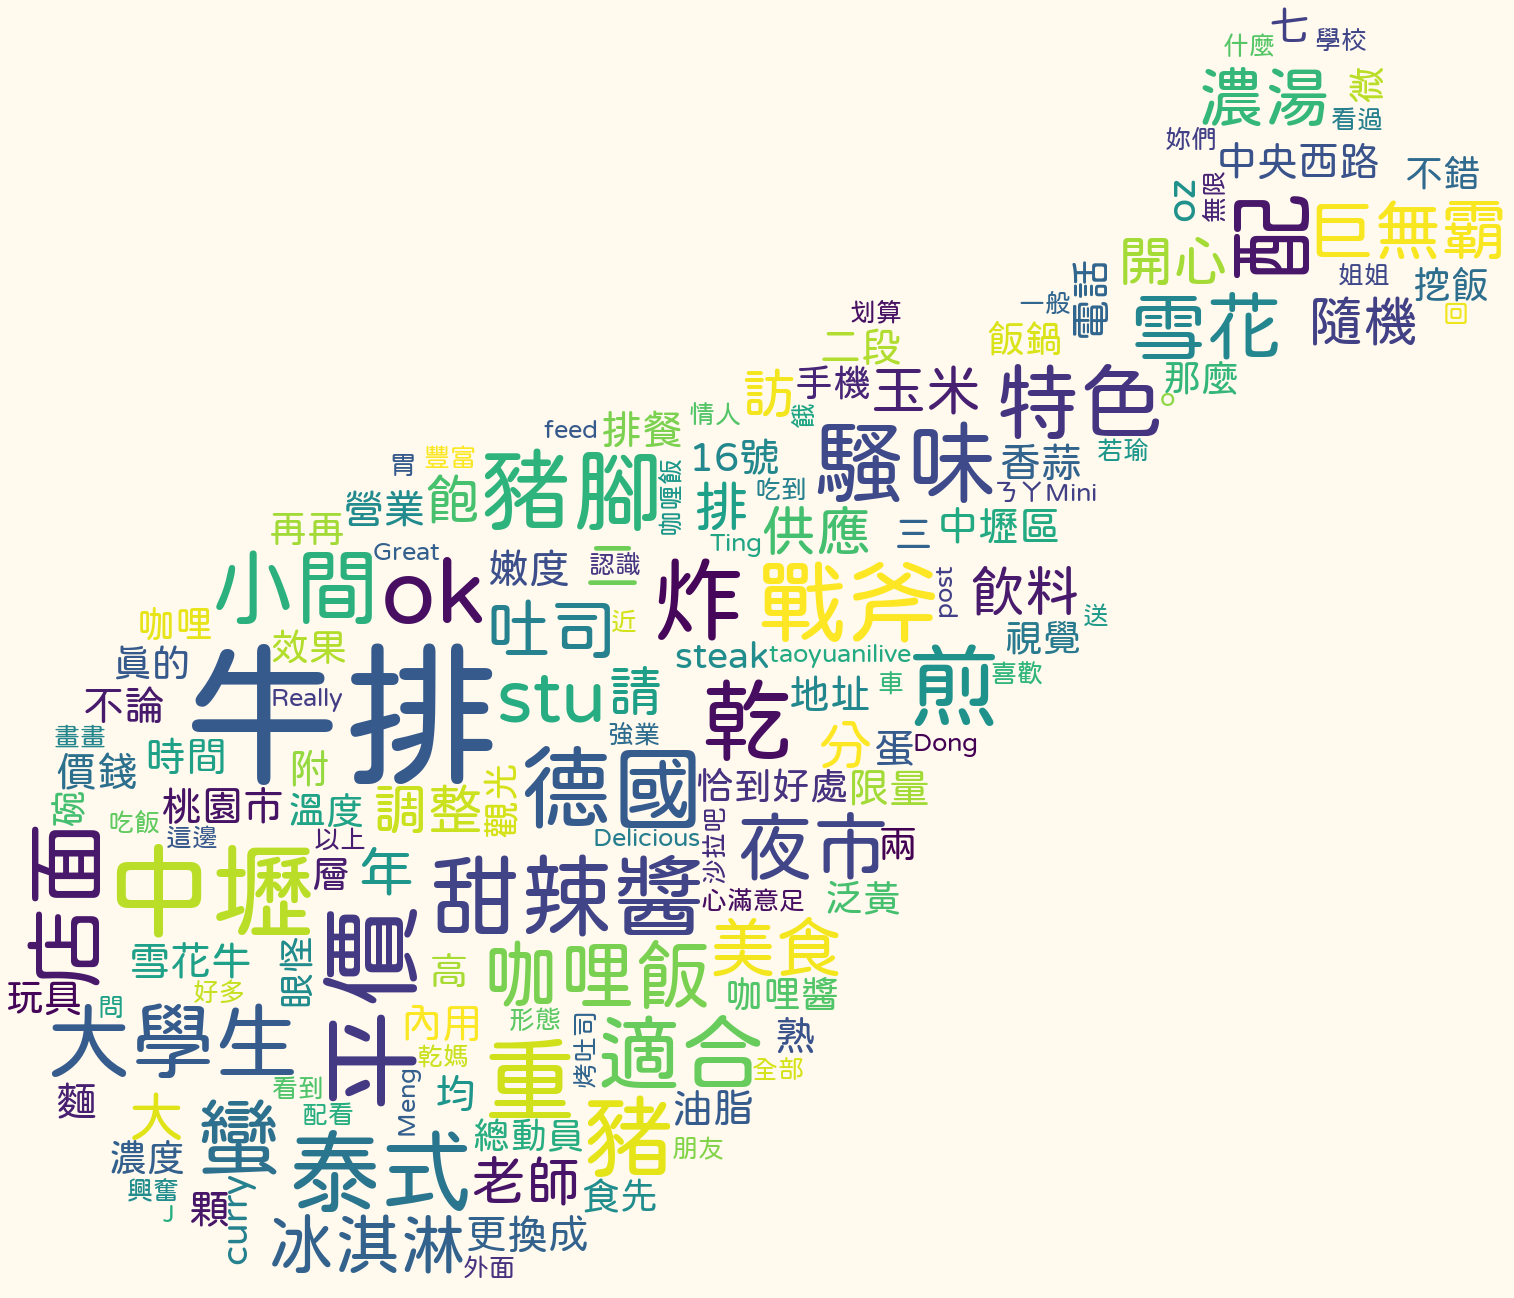 七
什麼
學校
濃湯
微
看過
妳們
中央西路
不錯
oz
無限
配
巨無霸
開心
姐姐
挖飯
電話
一般
雪花
隨機
回
划算
二段
飯鍋
那麼
訪
手機
玉米
特色
。
情人
餓
feed
排餐
騷味
香蒜
若瑜
胃
豐富
豬腳
咖喱飯
16號
吃到
ㄋㄚMini
營業
飽
排
供應
三
中壢區
再再
Great
Ting
小間
ok
嫩度
二
認識
炸
戰斧
post
飲料
送
咖哩
效果
吐司
近
視覺
steak
taoyuanilive
真的
牛排
Really
stu
請
乾
地址
車
煎
喜歡
不論
畫畫
時間
強業
分
蛋
Dong
價錢
附
德國
恰到好處
限量
碗
桃園市
溫度
調整
觀光
吃飯
這邊
以上
Delicious
沙拉吧
夜市
兩
店面
中壢
層
年
甜辣醬
心滿意足
泛黃
平價
雪花牛
眼怪
高
咖哩飯
美食
咖哩醬
玩具
問
好多
大學生
內用
形態
烤吐司
適合
熟
乾媽
重
全部
麵
看到
配看
Meng
均
豬
油脂
大
蠻
泰式
總動員
朋友
濃度
老師
興奮
J
顆
curry
食先
冰淇淋
更換成
外面